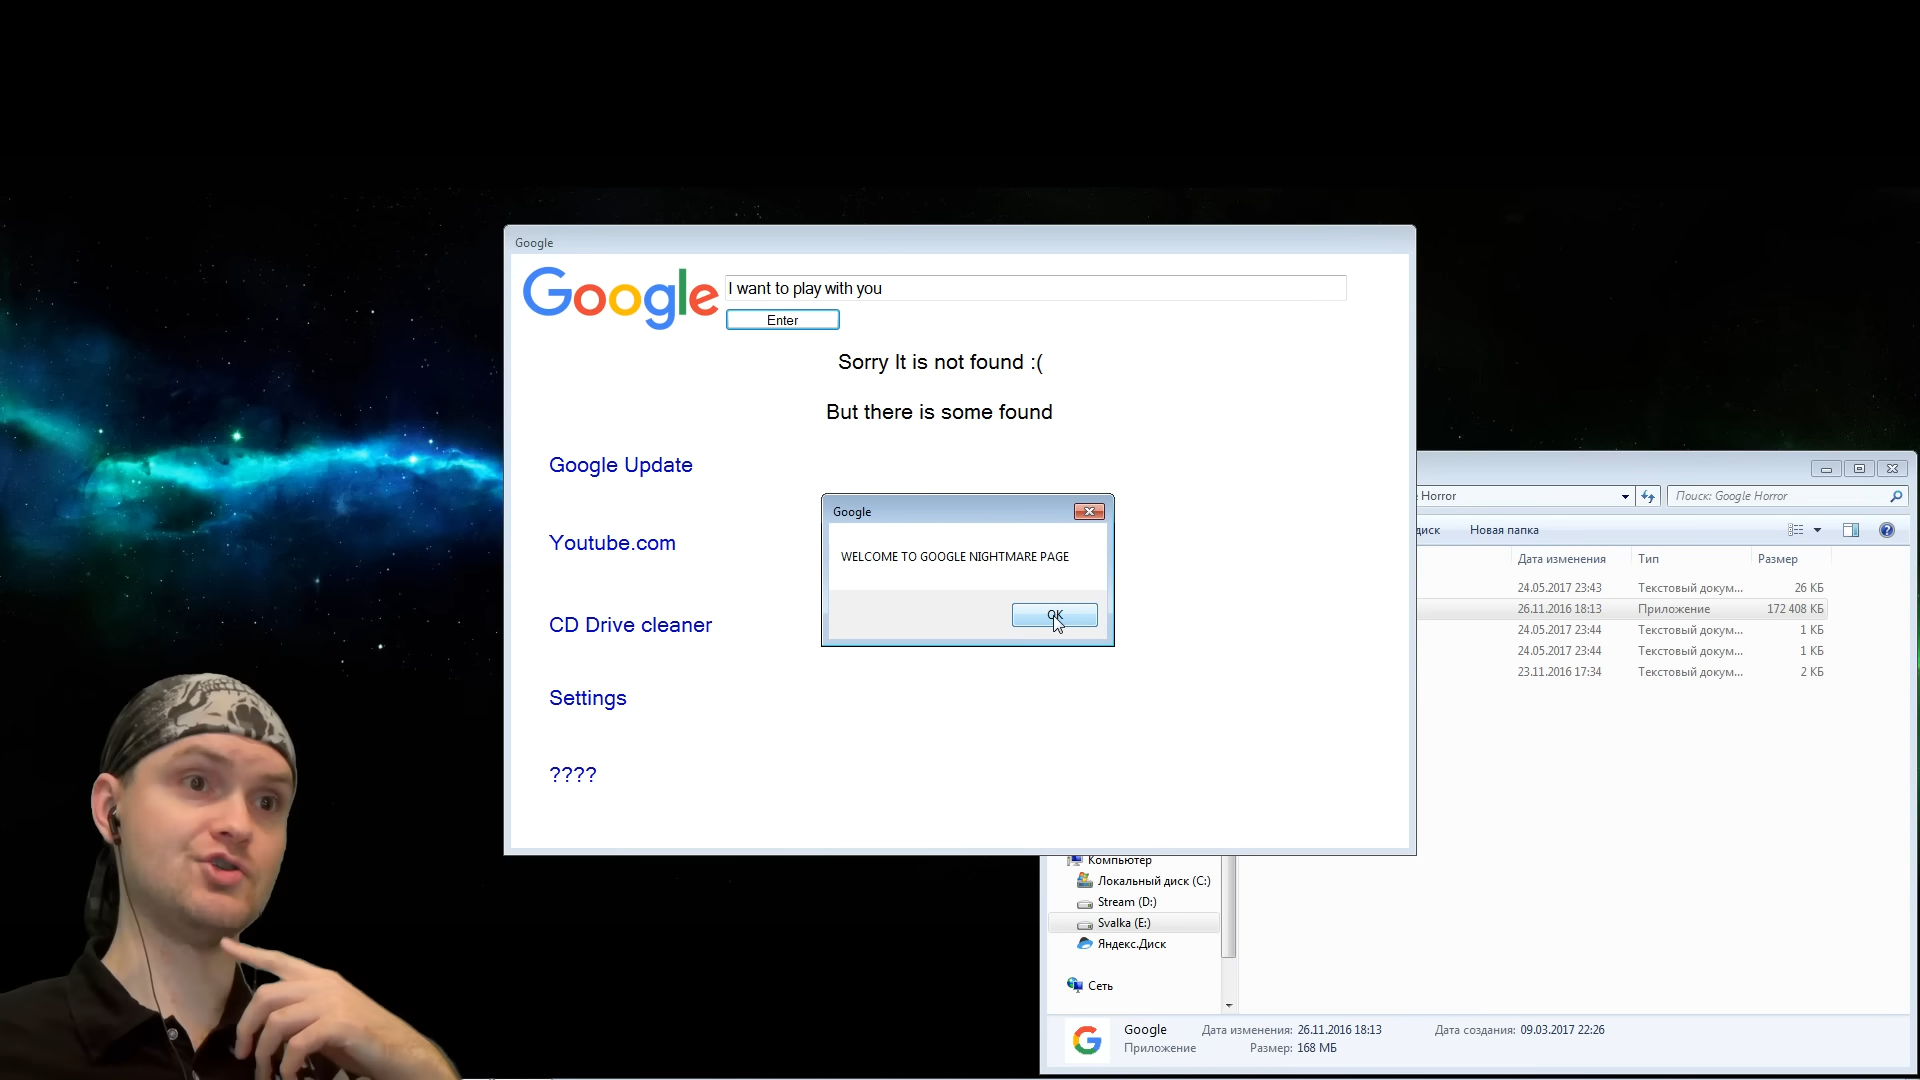 Google
Google
I want to play with you
Enter
Sorry It is not found :(
But there is some found
Google Update
Youtube.com
CD Drive cleaner
Settings
????
Google
WELCOME TO GOOGLE NIGHTMARE PAGE
OK
Horror
Поиск: Google Horror
диск
Новая папка
Дата изменения Тип Размер
24.05.2017 23:43 Текстовый докум... 26 КБ
26.11.2016 18:13 Приложение 172 408 КБ
24.05.2017 23:44 Текстовый докум... 1 КБ
24.05.2017 23:44 Текстовый докум... 1 КБ
23.11.2016 17:34 Текстовый докум... 2 КБ
Компьютер
Локальный диск (C:)
Stream (D:)
Svalka (E:)
Яндекс.Диск
Сеть
Google Дата изменения: 26.11.2016 18:13 Дата создания: 09.03.2017 22:26
Приложение Размер: 168 МБ